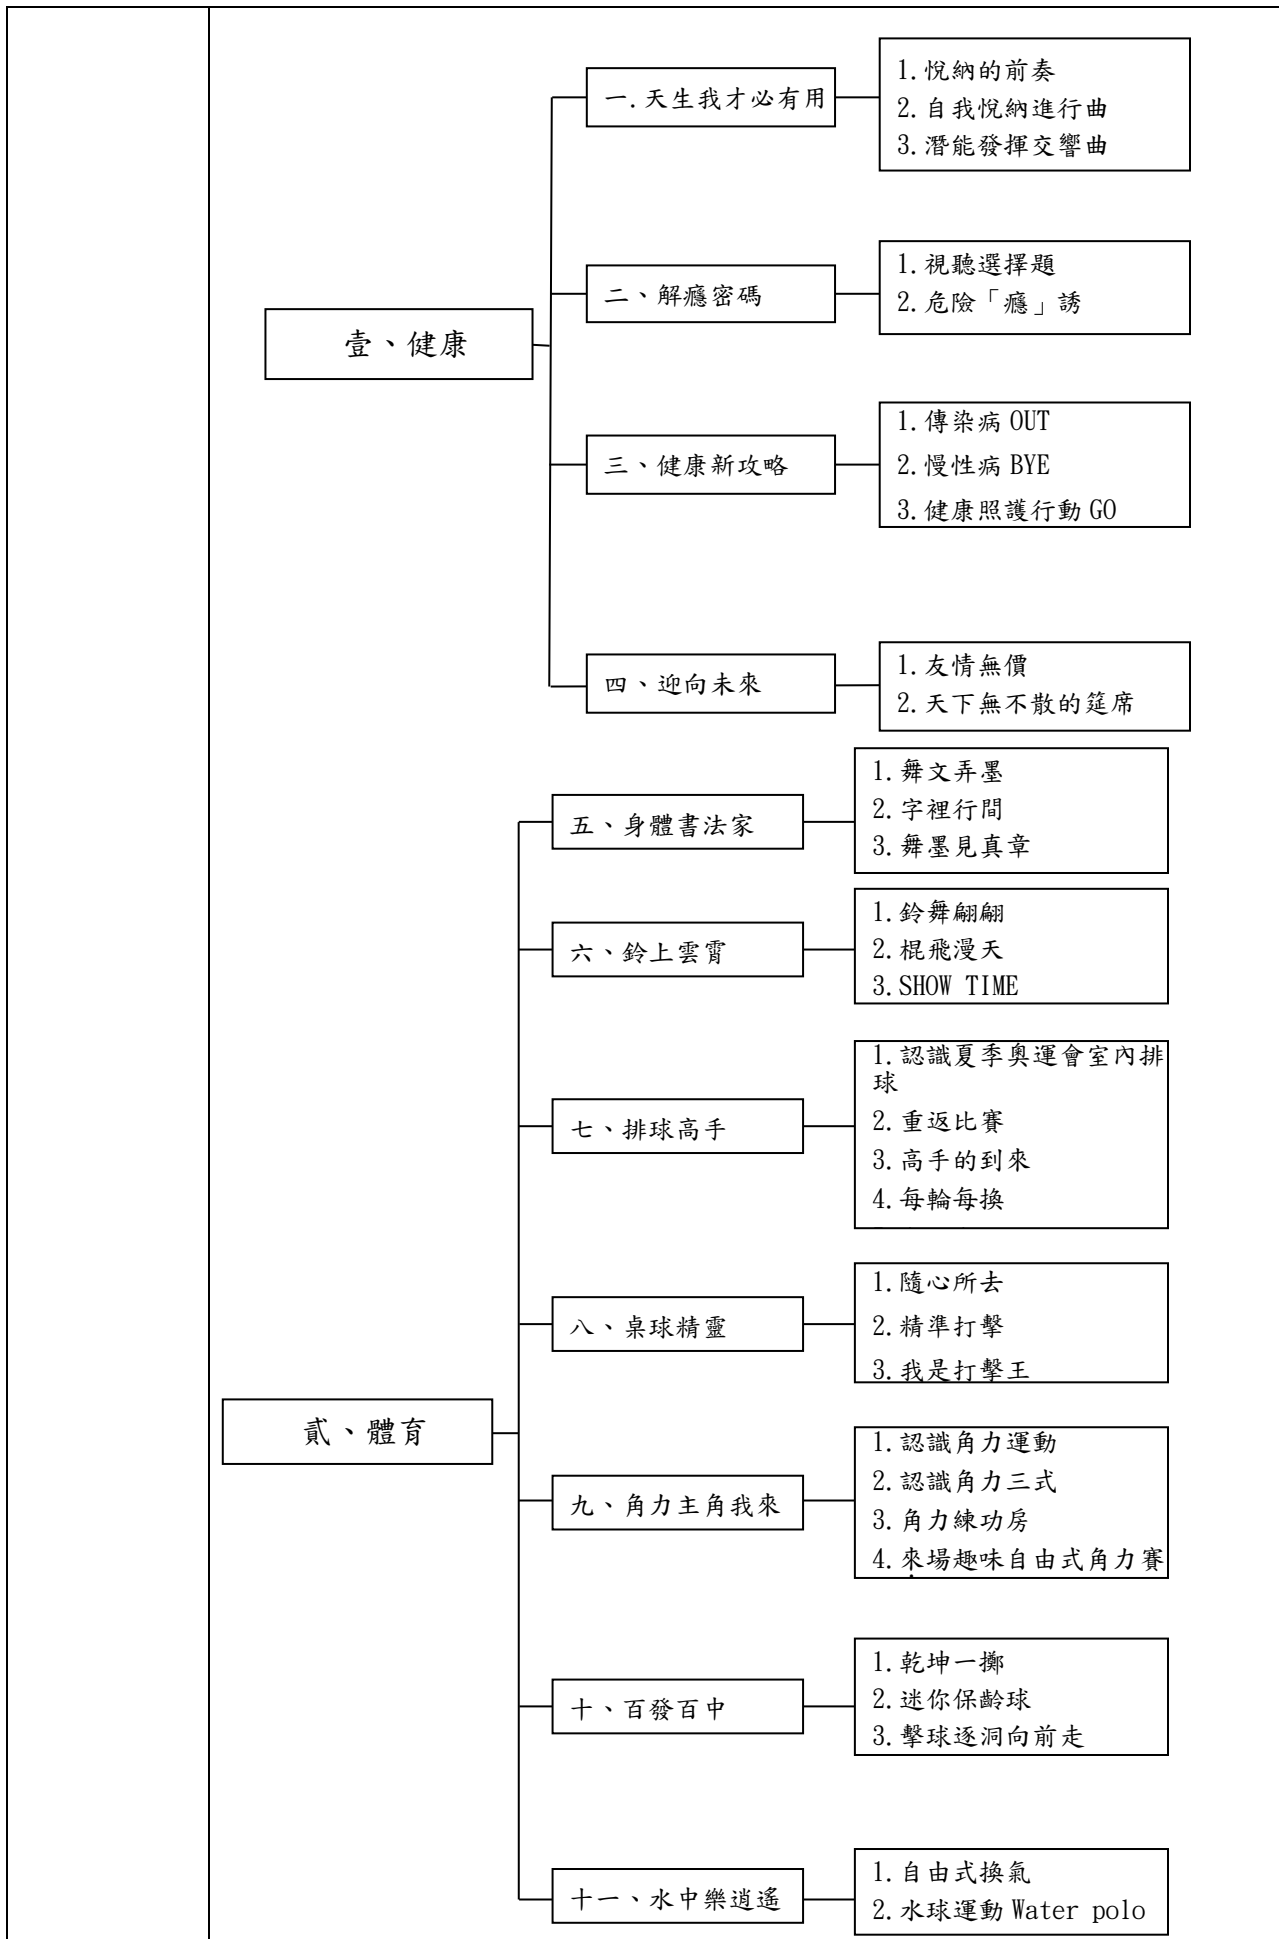 壹、健康
一.天生我才必有用
1.悅納的前奏
2.自我悅納進行曲
3.潛能發揮交響曲
二、解癮密碼
1.視聽選擇題
2.危險「癮」誘
三、健康新攻略
1.傳染病 OUT
2.慢性病 BYE
3.健康照護行動 GO
四、迎向未來
1.友情無價
2.天下無不散的筵席
貳、體育
五、身體書法家
1.舞文弄墨
2.字裡行間
3.舞墨見真章
六、鈴上雲霄
1.鈴舞翩翩
2.棍飛漫天
3.SHOW TIME
七、排球高手
1.認識夏季奧運會室內排
球
2.重返比賽
3.高手的到來
4.每輪每換
八、桌球精靈
1.隨心所去
2.精準打擊
3.我是打擊王
九、角力主角我來
1.認識角力運動
2.認識角力三式
3.角力練功房
4.來場趣味自由式角力賽
十、百發百中
1.乾坤一擲
2.迷你保齡球
3.擊球逐洞向前走
十一、水中樂逍遙
1.自由式換氣
2.水球運動 Water polo